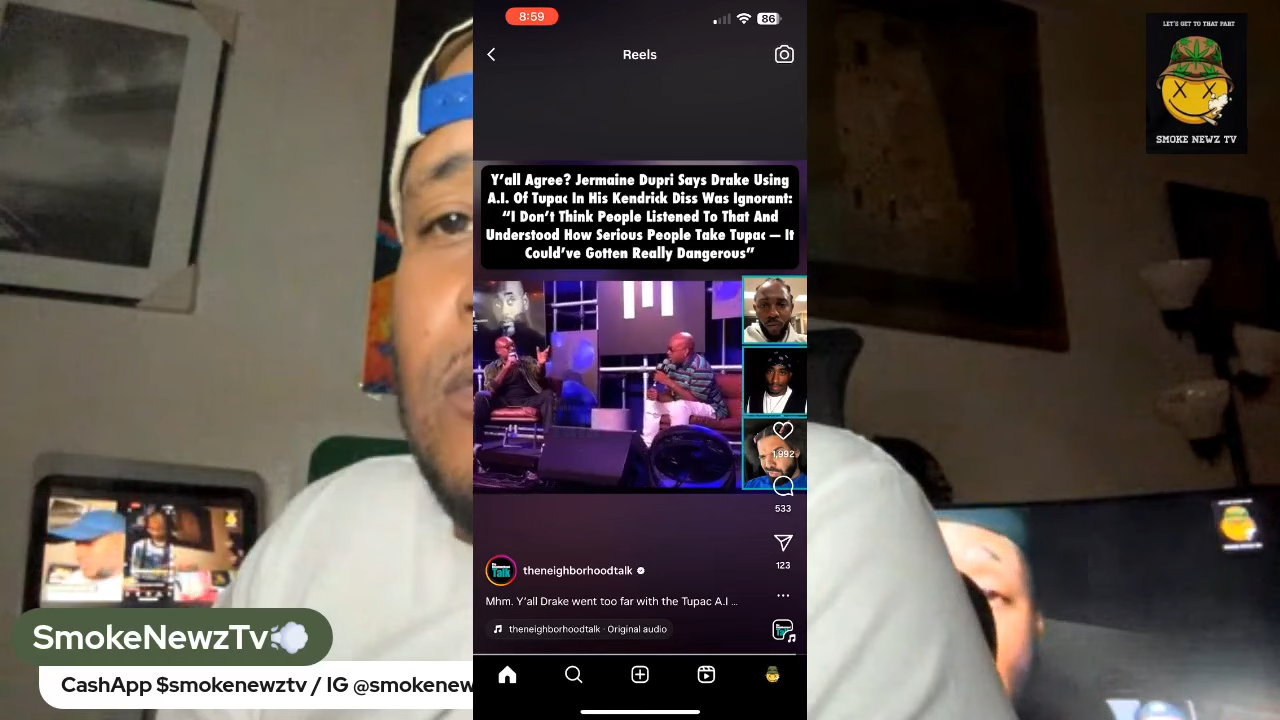 8:59
86
Reels
LET'S GET TO THAT PART
SMOKE NEWZ TV
Y'all Agree? Jermaine Dupri Says Drake Using
A.I. Of Tupac In His Kendrick Diss Was Ignorant:
“I Don't Think People Listened To That And
Understood How Serious People Take Tupac — It
Could've Gotten Really Dangerous”
1,992
533
123
Talk
theneighborhoodtalk
Mhm. Y'all Drake went too far with the Tupac A.I ...
theneighborhoodtalk · Original audio
SmokeNewzTv💨
CashApp $smokenewztv / IG @smokenew